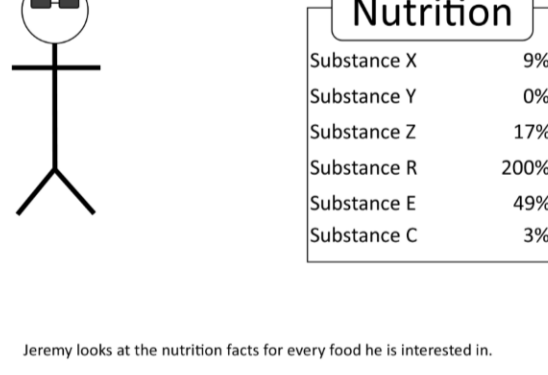 Nutrition
Substance X 9%
Substance Y 0%
Substance Z 17%
Substance R 200%
Substance E 49%
Substance C 3%
Jeremy looks at the nutrition facts for every food he is interested in.